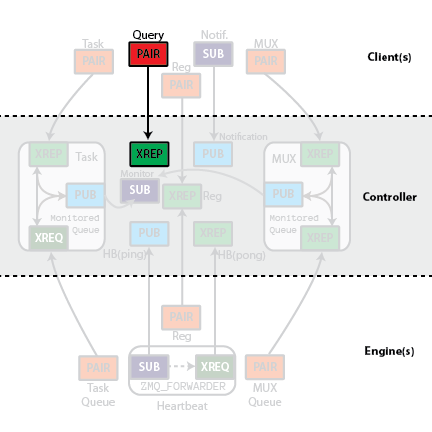 Query
Notif.
Task
MUX
PAIR
SUB
PAIR
PAIR
Client(s)
Reg
PAIR
Notification
XREP
Task
XREP
PUB
MUX
XREP
Monitor
PUB
SUB
XREP
Reg
PUB
Controller
Monitored
Queue
Monitored
Queue
XREQ
PUB
XREP
XREP
HB(ping)
HB(pong)
PAIR
Reg
Engine(s)
PAIR
SUB
XREQ
PAIR
Task
Queue
ZMQ_FORWARDER
MUX
Queue
Heartbeat